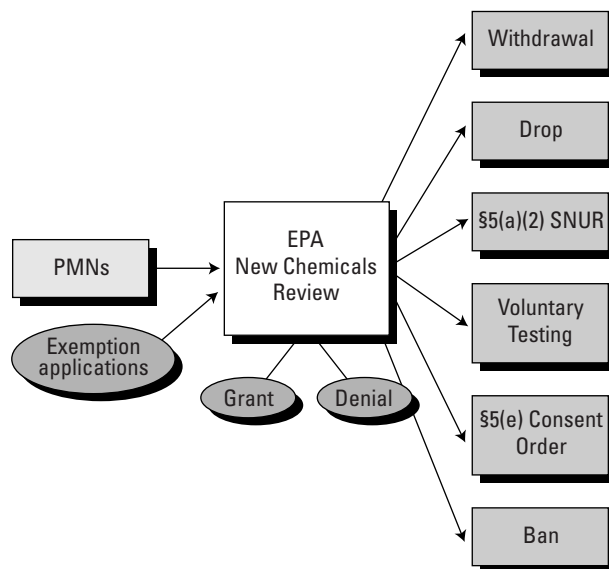 PMNs
Exemption
applications
EPA
New Chemicals
Review
Grant
Denial
Withdrawal
Drop
§5(a)(2) SNUR
Voluntary
Testing
§5(e) Consent
Order
Ban